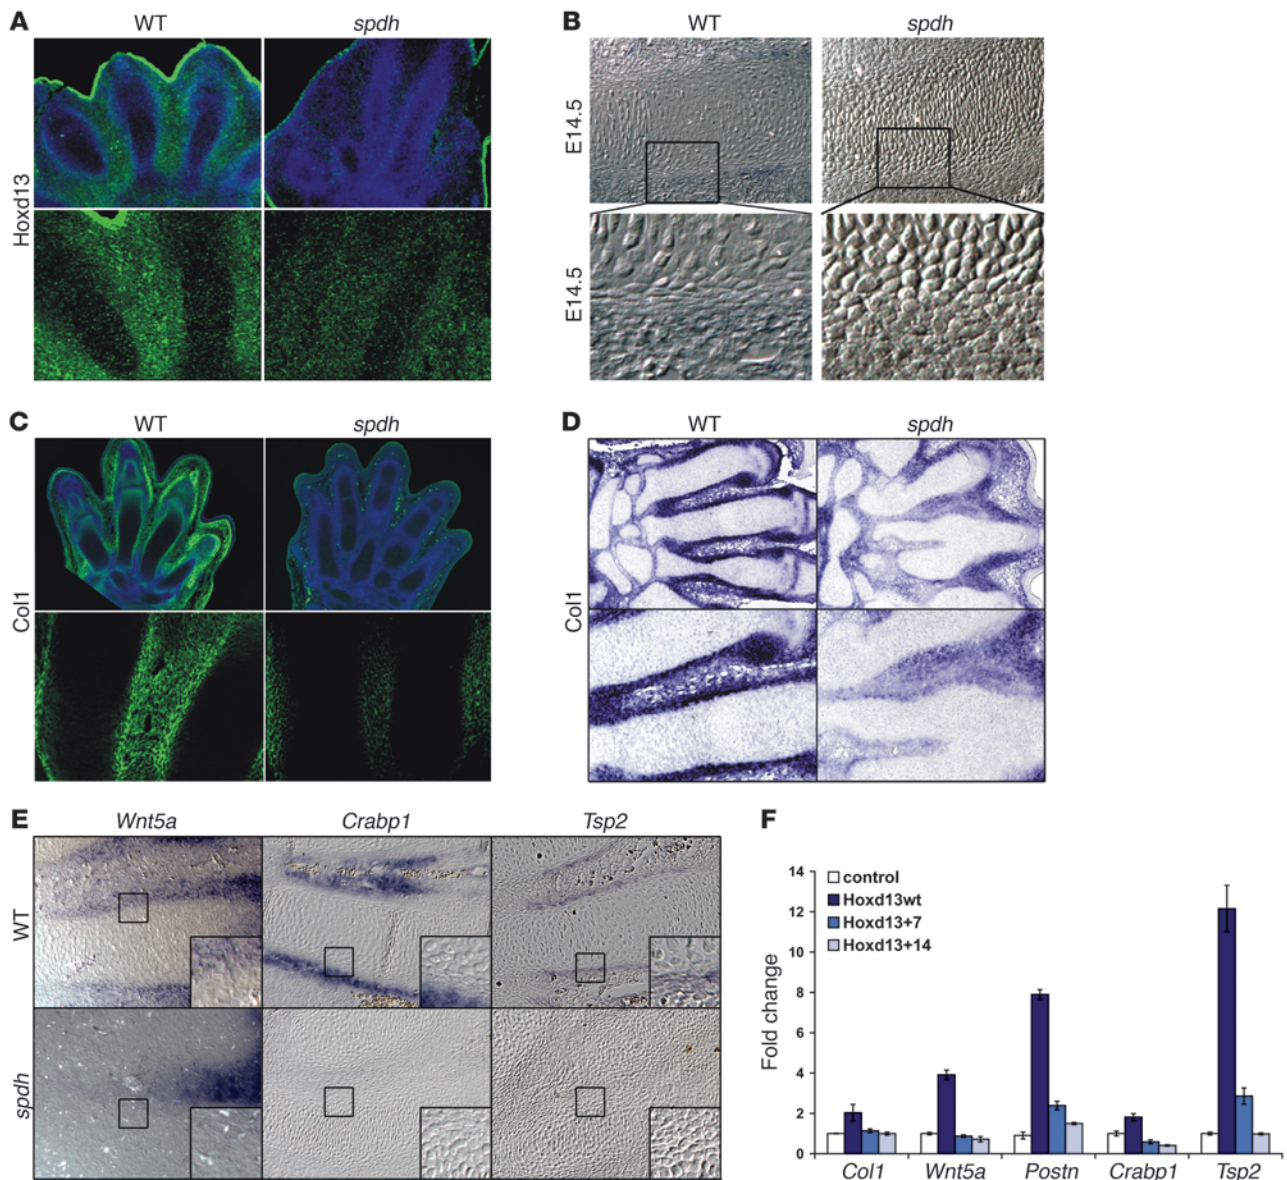 A
WT
spdh
Hoxd13
B
WT
spdh
E14.5
E14.5
C
WT
spdh
Col1
D
WT
spdh
Col1
E
Wnt5a
Crabp1
Tsp2
WT
spdh
F
14
12
10
8
6
4
2
0
Fold change
control
Hoxd13wt
Hoxd13+7
Hoxd13+14
Col1
Wnt5a
Postn
Crabp1
Tsp2